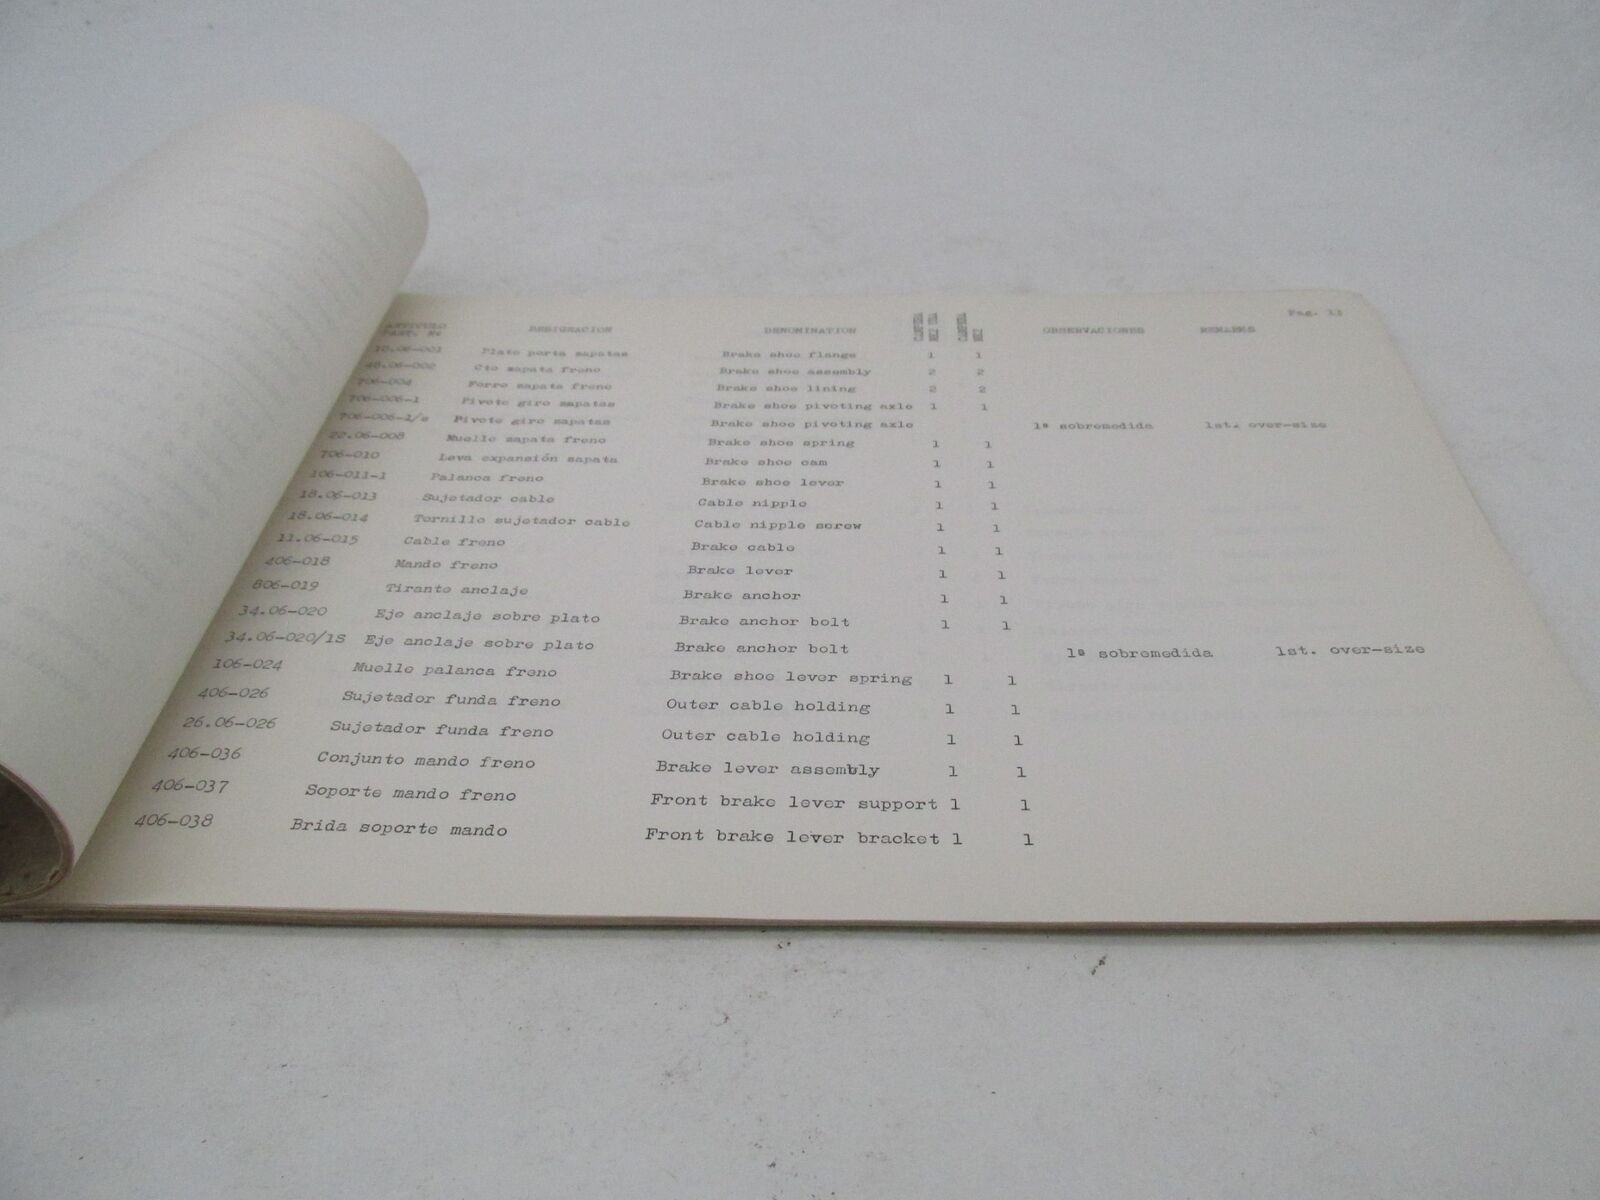 Pag. 11
ARTICULO PART. Nº DESIGNACION DENOMINATION OBSERVACIONES REMARKS
10.06-001 Plato porta zapatas Brake shoe flange 1 1
48.06-002 Cto zapata freno Brake shoe assembly 2 2
706-004 Forro zapata freno Brake shoe lining 2 2
706-006-1 Pivote giro zapatas Brake shoe pivoting axle 1 1
706-006-1/s Pivote giro zapatas Brake shoe pivoting axle 1ª sobremedida 1st. over-size
22.06-008 Muelle zapata freno Brake shoe spring 1 1
706-010 Leva expansión zapata Brake shoe cam 1 1
106-011-1 Palanca freno Brake shoe lever 1 1
18.06-013 Sujetador cable Cable nipple 1 1
18.06-014 Tornillo sujetador cable Cable nipple screw 1 1
11.06-015 Cable freno Brake cable 1 1
406-018 Mando freno Brake lever 1 1
806-019 Tirante anclaje Brake anchor 1 1
34.06-020 Eje anclaje sobre plato Brake anchor bolt 1 1
34.06-020/1S Eje anclaje sobre plato Brake anchor bolt 1ª sobremedida 1st. over-size
106-024 Muelle palanca freno Brake shoe lever spring 1 1
406-026 Sujetador funda freno Outer cable holding 1 1
26.06-026 Sujetador funda freno Outer cable holding 1 1
406-036 Conjunto mando freno Brake lever assembly 1 1
406-037 Soporte mando freno Front brake lever support 1 1
406-038 Brida soporte mando Front brake lever bracket 1 1